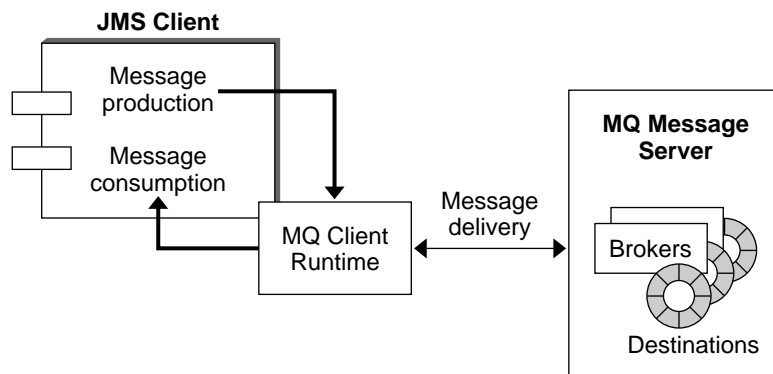 JMS Client
Message
production
Message
consumption
MQ Client
Runtime
Message
delivery
MQ Message
Server
Brokers
Destinations